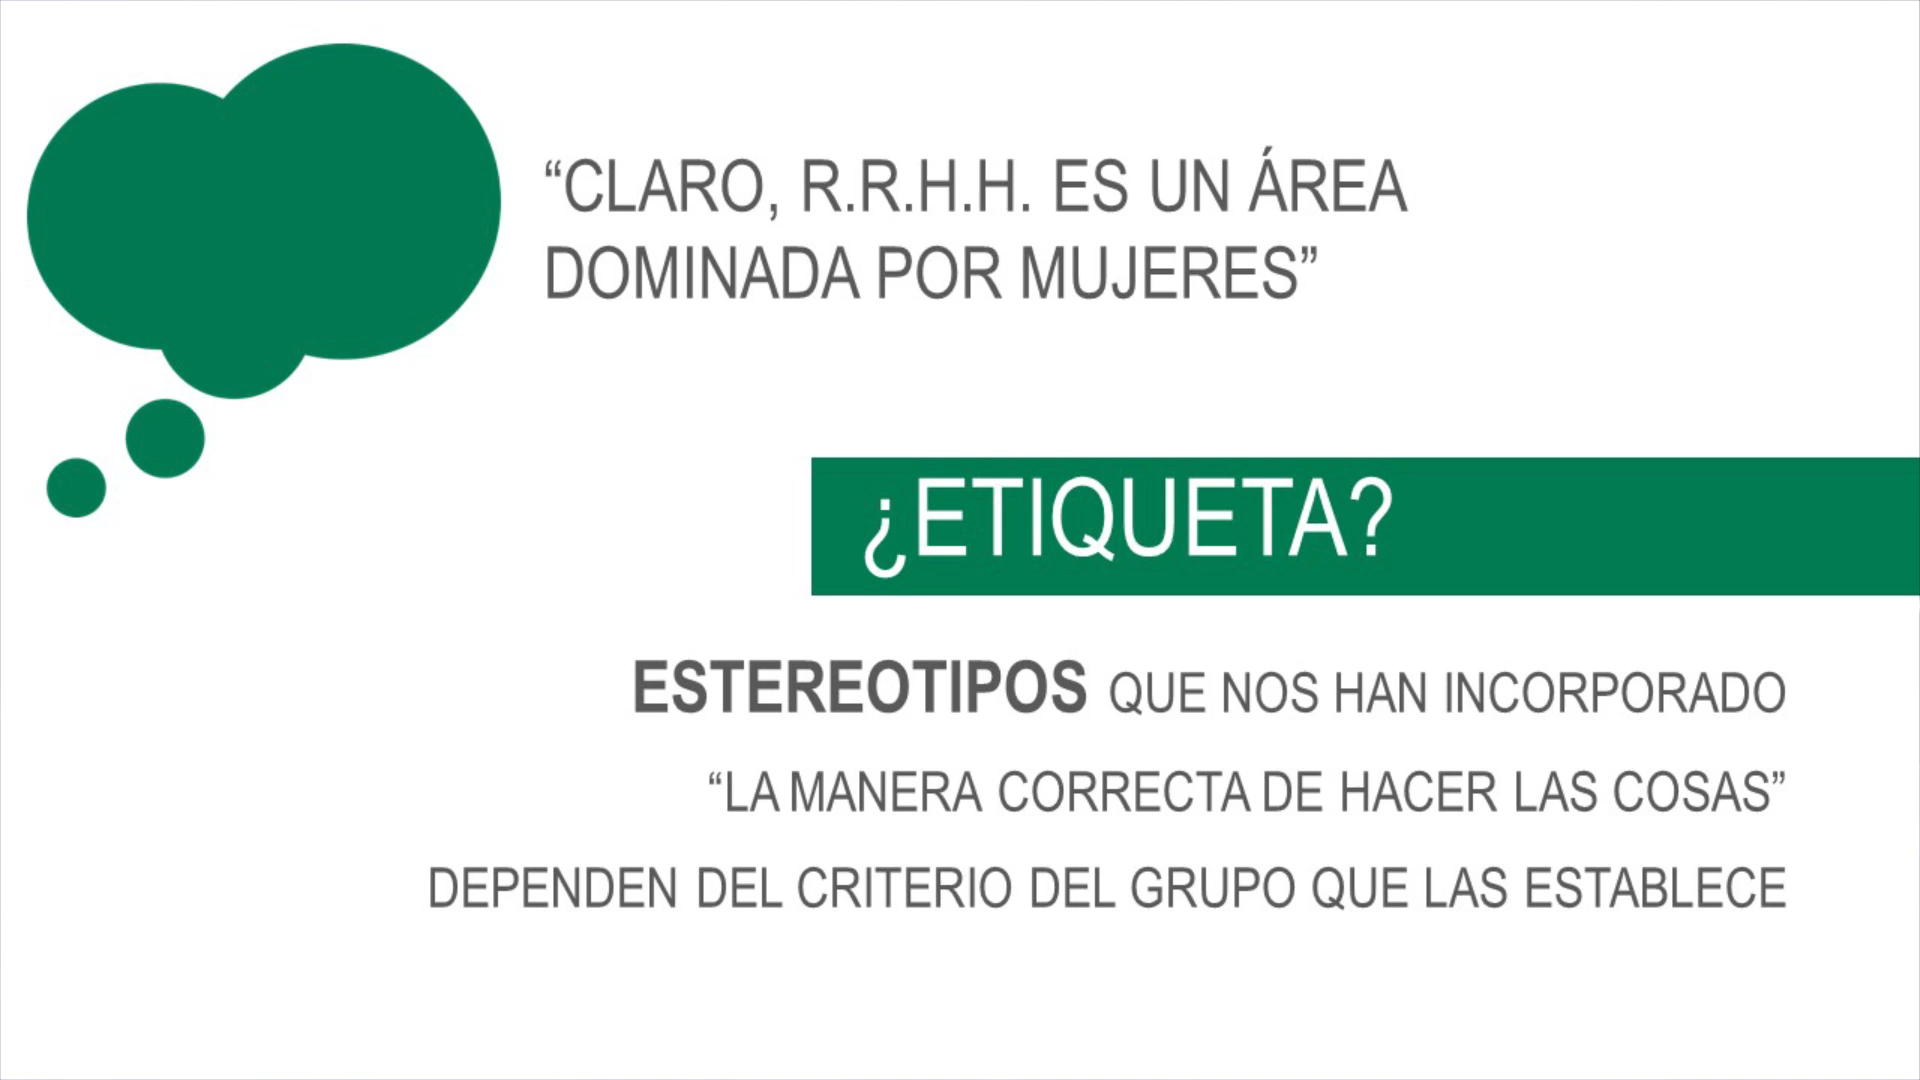 “CLARO, R.R.H.H. ES UN ÁREA
DOMINADA POR MUJERES”
¿ETIQUETA?
ESTEREOTIPOS QUE NOS HAN INCORPORADO
“LA MANERA CORRECTA DE HACER LAS COSAS”
DEPENDEN DEL CRITERIO DEL GRUPO QUE LAS ESTABLECE